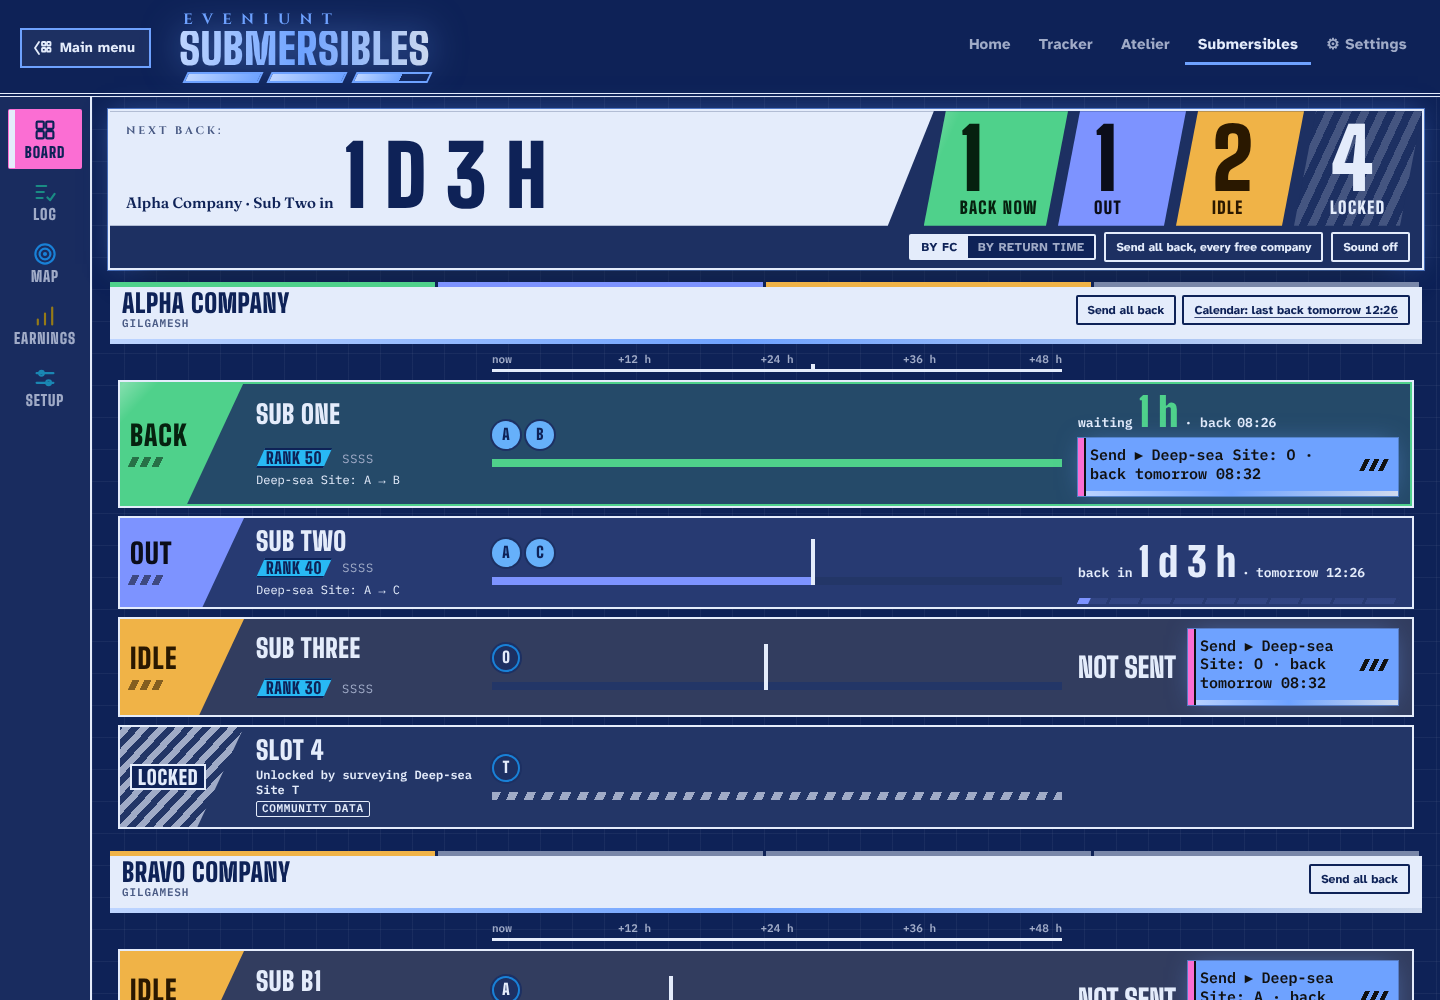 Main menu
EVENIUNT
SUBMERSIBLES
Home
Tracker
Atelier
Submersibles
⚙ Settings
BOARD
LOG
MAP
EARNINGS
SETUP
NEXT BACK:
Alpha Company · Sub Two in 1D3H
1 BACK NOW
1 OUT
2 IDLE
4 LOCKED
BY FC
BY RETURN TIME
Send all back, every free company
Sound off
ALPHA COMPANY
GILGAMESH
Send all back
Calendar: last back tomorrow 12:26
now +12 h +24 h +36 h +48 h
BACK
SUB ONE
RANK 50 SSSS
Deep-sea Site: A → B
A B
waiting 1h · back 08:26
Send ▶ Deep-sea Site: O ·
back tomorrow 08:32
OUT
SUB TWO
RANK 40 SSSS
Deep-sea Site: A → C
A C
back in 1d3h · tomorrow 12:26
IDLE
SUB THREE
RANK 30 SSSS
O
NOT SENT
Send ▶ Deep-sea
Site: O · back
tomorrow 08:32
LOCKED
SLOT 4
Unlocked by surveying Deep-sea
Site T
COMMUNITY DATA
T
BRAVO COMPANY
GILGAMESH
Send all back
now +12 h +24 h +36 h +48 h
IDLE
SUB B1
A
NOT SENT
Send ▶ Deep-sea
Site: A · back